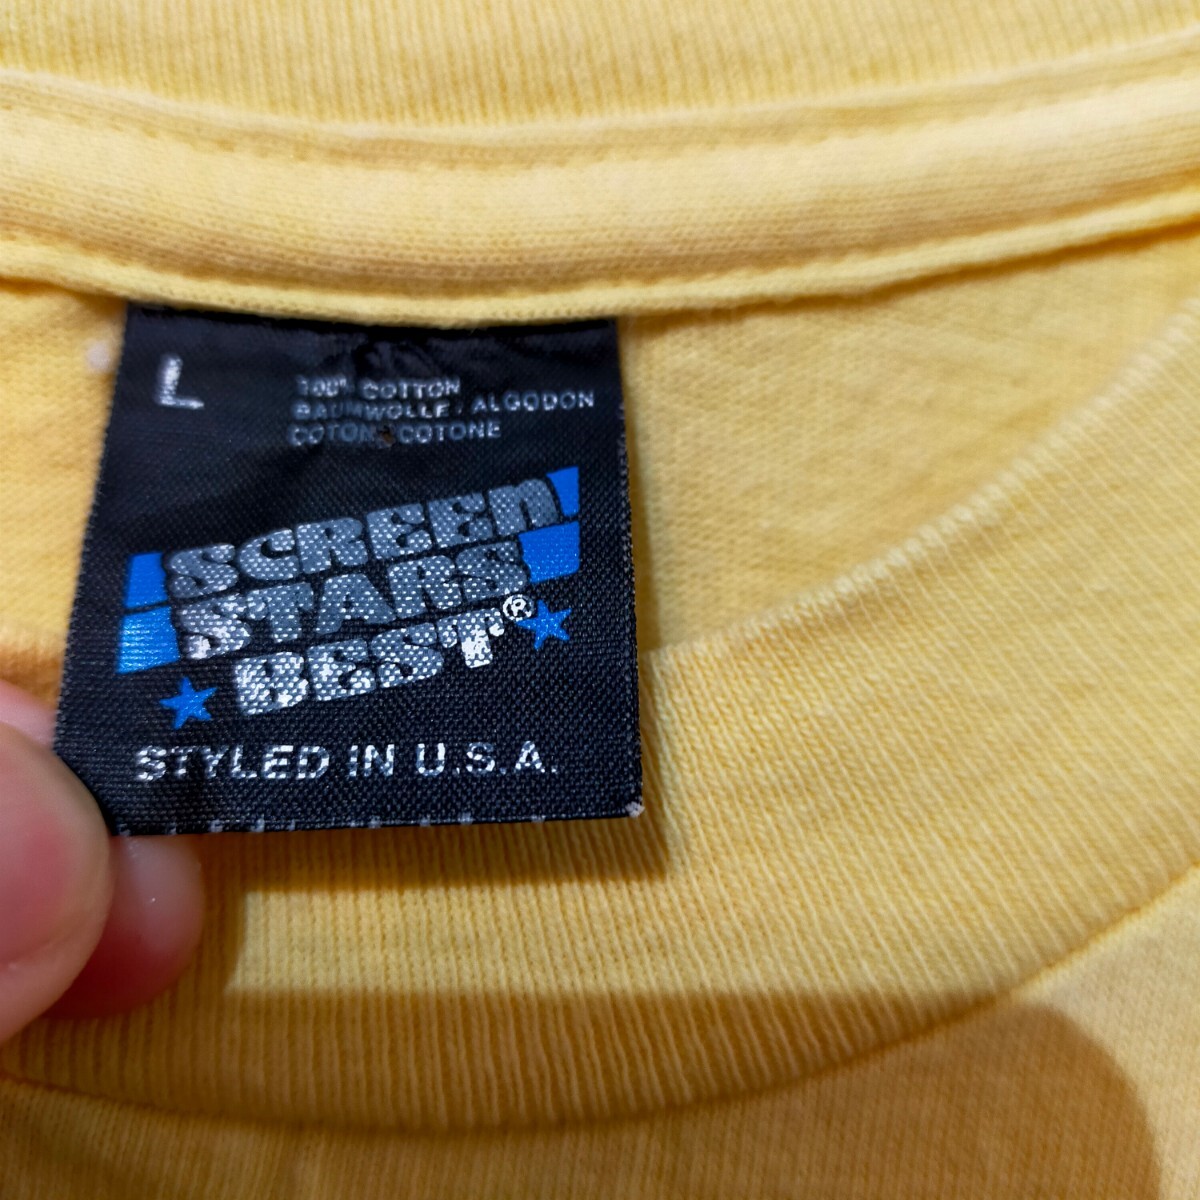 L
100% COTTON
BAUMWOLLE / ALGODON
COTON / COTONE
SCREEN
STARS
BEST®
STYLED IN U.S.A.